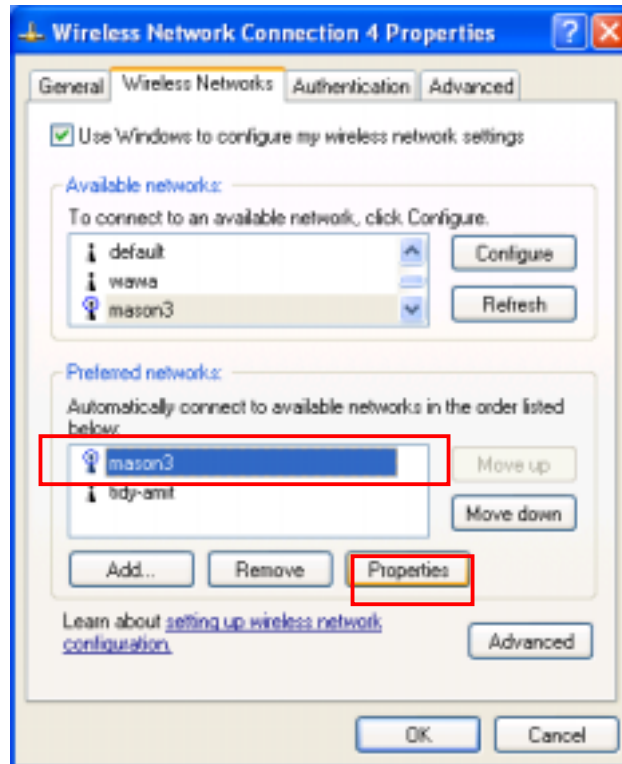 Wireless Network Connection 4 Properties
General Wireless Networks Authentication Advanced
Use Windows to configure my wireless network settings
Available networks:
To connect to an available network, click Configure.
default
wawa
mason3
Configure
Refresh
Preferred networks:
Automatically connect to available networks in the order listed
below:
mason3
tidy-amit
Move up
Move down
Add... Remove Properties
Learn about setting up wireless network
configuration.
Advanced
OK Cancel